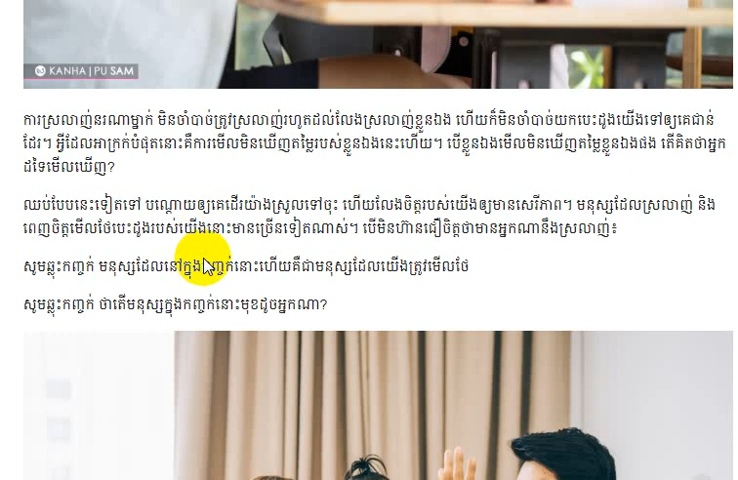 KANHA | PU SAM
ការស្រលាញ់នរណាម្នាក់ មិនចាំបាច់ត្រូវស្រលាញ់រហូតដល់លែងស្រលាញ់ខ្លួនឯង ហើយក៏មិនចាំបាច់យកបេះដូងយើងទៅឲ្យគេជាន់
ដែរ។ អ្វីដែលអាក្រក់បំផុតនោះគឺការមើលមិនឃើញតម្លៃរបស់ខ្លួនឯងនេះហើយ។ បើខ្លួនឯងមើលមិនឃើញតម្លៃខ្លួនឯងផង តើគិតថាអ្នក
ដទៃមើលឃើញ?
ឈប់បែបនេះទៀតទៅ បណ្តោយឲ្យគេដើរយ៉ាងស្រួលទៅចុះ ហើយលែងចិត្តរបស់យើងឲ្យមានសេរីភាព។ មនុស្សដែលស្រលាញ់ និង
ពេញចិត្តមើលថែបេះដូងរបស់យើងនោះមានច្រើនទៀតណាស់។ បើមិនហ៊ានជឿចិត្តថាមានអ្នកណានឹងស្រលាញ់៖
សូមឆ្លុះកញ្ចក់ មនុស្សដែលនៅក្នុងកញ្ចក់នោះហើយគឺជាមនុស្សដែលយើងត្រូវមើលថែ
សូមឆ្លុះកញ្ចក់ ថាតើមនុស្សក្នុងកញ្ចក់នោះមុខដូចអ្នកណា?